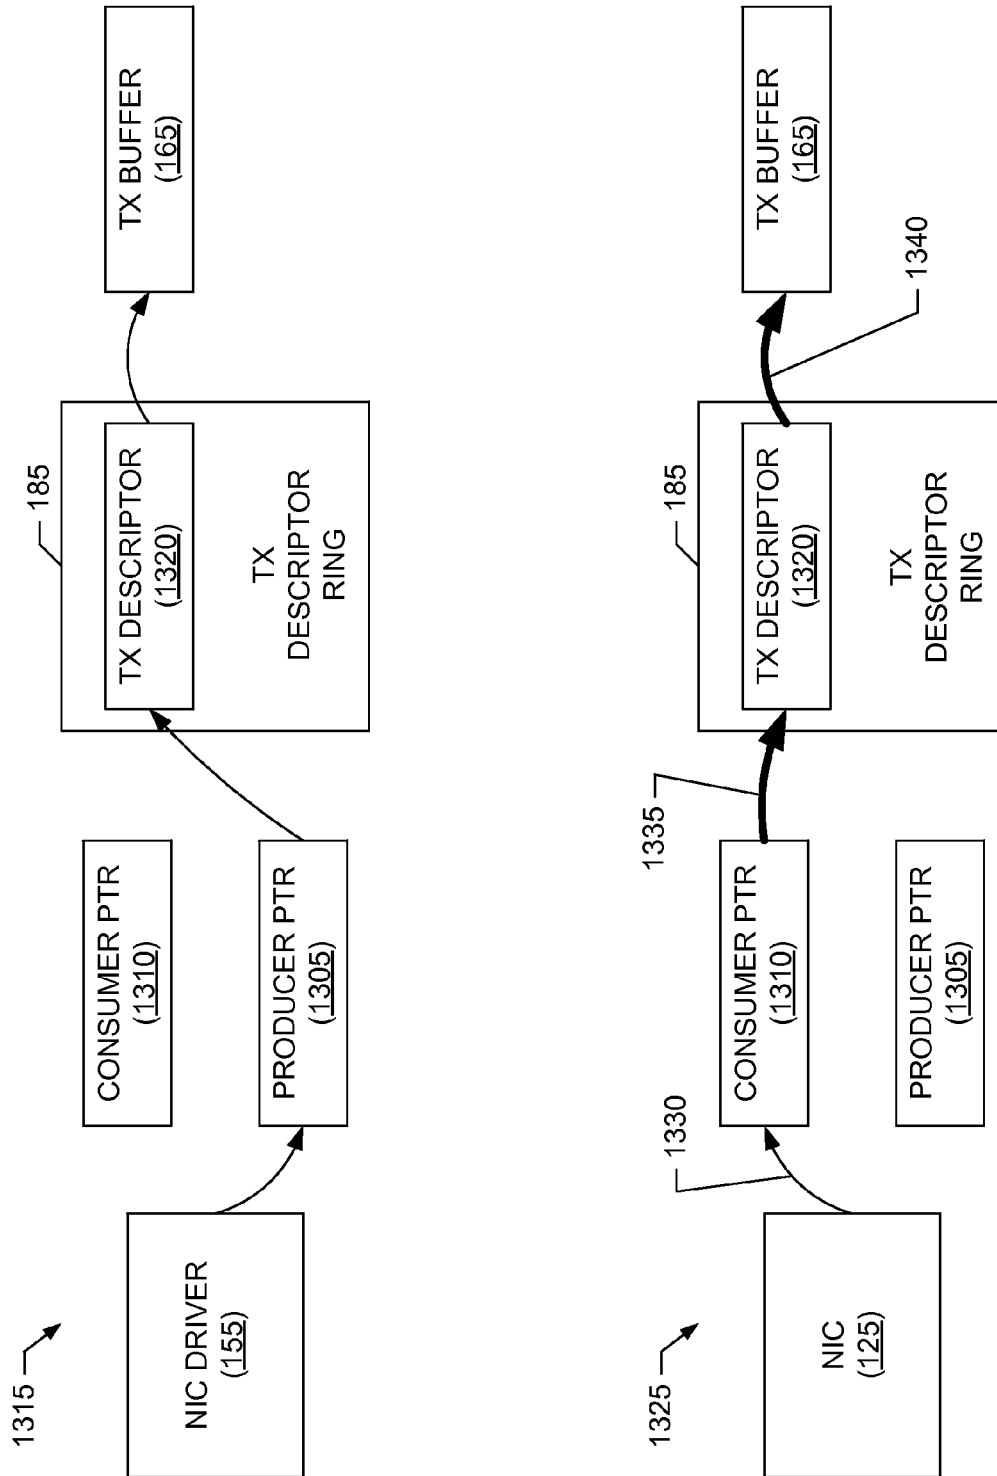 1315
NIC DRIVER
(155)
CONSUMER PTR
(1310)
PRODUCER PTR
(1305)
185
TX DESCRIPTOR
(1320)
TX
DESCRIPTOR
RING
TX BUFFER
(165)
1325
NIC
(125)
1330
CONSUMER PTR
(1310)
PRODUCER PTR
(1305)
1335
185
TX DESCRIPTOR
(1320)
TX
DESCRIPTOR
RING
1340
TX BUFFER
(165)